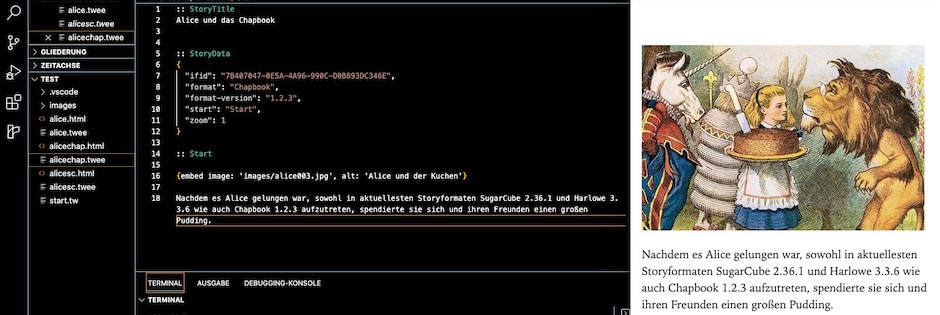 alice.twee
alicesc.twee
alicechap.twee
GLIEDERUNG
ZEITACHSE
TEST
.vscode
images
alice.html
alice.twee
alicechap.html
alicechap.twee
alicesc.html
alicesc.twee
start.tw
1 :: StoryTitle
2 Alice und das Chapbook
3
4
5 :: StoryData
6 {
7 "ifid": "7B407047-0E5A-4A96-990C-D0B893DC346E",
8 "format": "Chapbook",
9 "format-version": "1.2.3",
10 "start": "Start",
11 "zoom": 1
12 }
13
14 :: Start
15
16 {embed image: 'images/alice003.jpg', alt: 'Alice und der Kuchen'}
17
18 Nachdem es Alice gelungen war, sowohl in aktuellesten Storyformaten SugarCube 2.36.1 und Harlowe 3.
3.6 wie auch Chapbook 1.2.3 aufzutreten, spendierte sie sich und ihren Freunden einen großen
Pudding.
TERMINAL AUSGABE DEBUGGING-KONSOLE
TERMINAL
Nachdem es Alice gelungen war, sowohl in aktuellesten
Storyformaten SugarCube 2.36.1 und Harlowe 3.3.6 wie
auch Chapbook 1.2.3 aufzutreten, spendierte sie sich und
ihren Freunden einen großen Pudding.